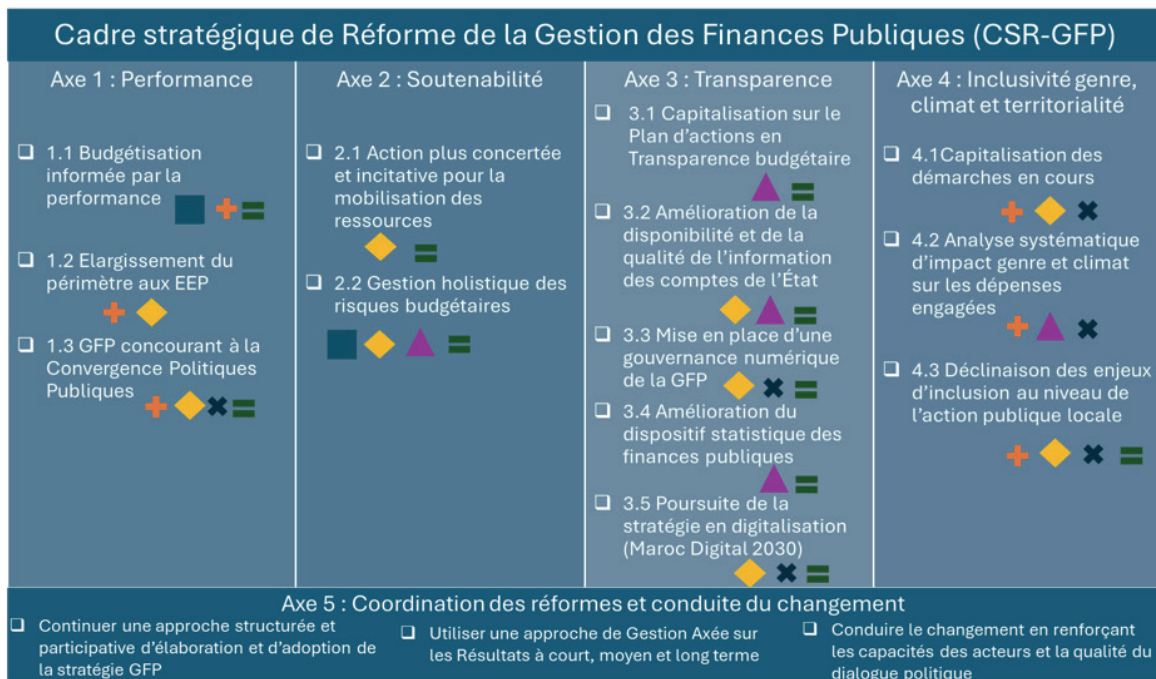 Cadre stratégique de Réforme de la Gestion des Finances Publiques (CSR-GFP)
Axe 1 : Performance
1.1 Budgétisation
informée par la
performance
1.2 Elargissement du
périmètre aux EEP
1.3 GFP concourant à la
Convergence Politiques
Publiques
Axe 2 : Soutenabilité
2.1 Action plus concertée
et incitative pour la
mobilisation des
ressources
2.2 Gestion holistique des
risques budgétaires
Axe 3 : Transparence
3.1 Capitalisation sur le
Plan d’actions en
Transparence budgétaire
3.2 Amélioration de la
disponibilité et de la
qualité de l’information
des comptes de l’État
3.3 Mise en place d’une
gouvernance numérique
de la GFP
3.4 Amélioration du
dispositif statistique des
finances publiques
3.5 Poursuite de la
stratégie en digitalisation
(Maroc Digital 2030)
Axe 4 : Inclusivité genre,
climat et territorialité
4.1Capitalisation des
démarches en cours
4.2 Analyse systématique
d’impact genre et climat
sur les dépenses
engagées
4.3 Déclinaison des enjeux
d’inclusion au niveau de
l’action publique locale
Axe 5 : Coordination des réformes et conduite du changement
Continuer une approche structurée et
participative d’élaboration et d’adoption de
la stratégie GFP
Utiliser une approche de Gestion Axée sur
les Résultats à court, moyen et long terme
Conduire le changement en renforçant
les capacités des acteurs et la qualité du
dialogue politique